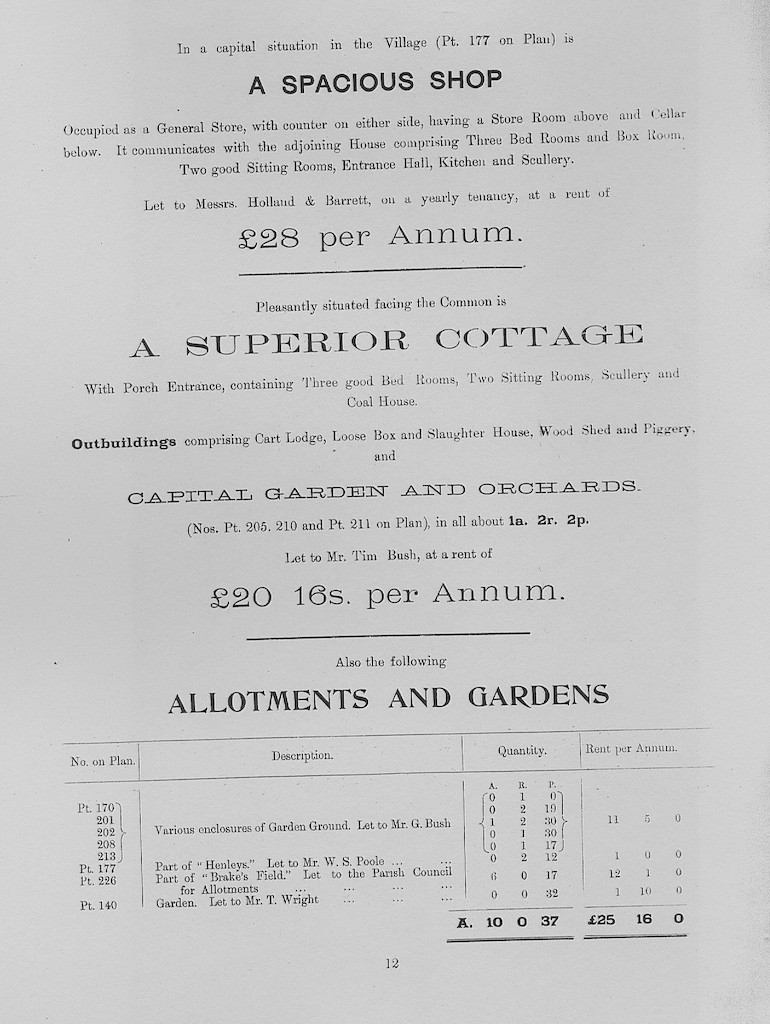 In a capital situation in the Village (Pt. 177 on Plan) is
A SPACIOUS SHOP
Occupied as a General Store, with counter on either side, having a Store Room above and Cellar
below. It communicates with the adjoining House comprising Three Bed Rooms and Box Room,
Two good Sitting Rooms, Entrance Hall, Kitchen and Scullery.
Let to Messrs. Holland & Barrett, on a yearly tenancy, at a rent of
£28 per Annum.
Pleasantly situated facing the Common is
A SUPERIOR COTTAGE
With Porch Entrance, containing Three good Bed Rooms, Two Sitting Rooms, Scullery and
Coal House.
Outbuildings comprising Cart Lodge, Loose Box and Slaughter House, Wood Shed and Piggery,
and
CAPITAL GARDEN AND ORCHARDS.
(Nos. Pt. 205. 210 and Pt. 211 on Plan), in all about 1a. 2r. 2p.
Let to Mr. Tim Bush, at a rent of
£20 16s. per Annum.
Also the following
ALLOTMENTS AND GARDENS
No. on Plan. Description. Quantity. Rent per Annum.
A. R. P.
Pt. 170 0 1 0
201 0 2 19
202 Various enclosures of Garden Ground. Let to Mr. G. Bush 1 2 30 11 5 0
208 0 1 30
213 0 1 17
Pt. 177 Part of "Henleys." Let to Mr. W. S. Poole ... ... 0 2 12 1 0 0
Pt. 226 Part of "Brake's Field." Let to the Parish Council
for Allotments ... ... ... ... 6 0 17 12 1 0
Pt. 140 Garden. Let to Mr. T. Wright ... ... ... 0 0 32 1 10 0
A. 10 0 37 £25 16 0
12